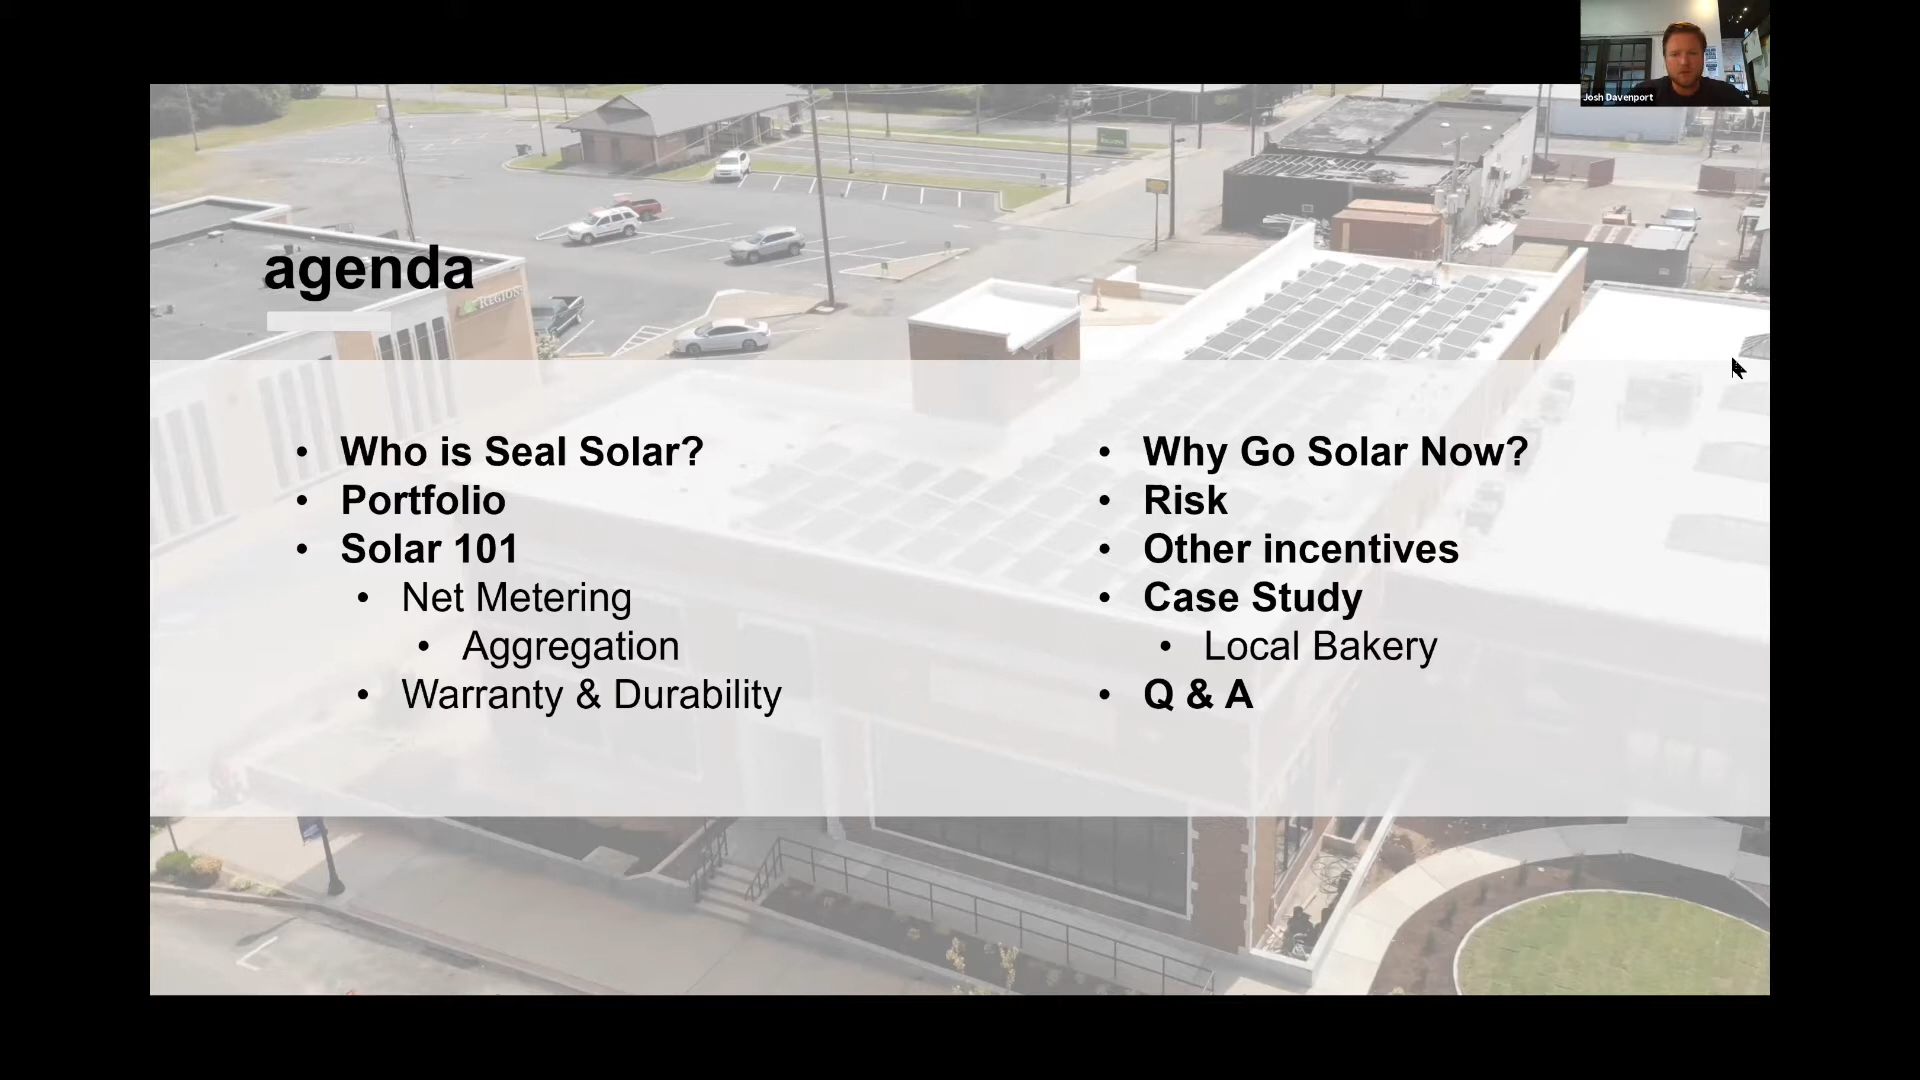 Josh Davenport
agenda
REGIONS
• Who is Seal Solar?
• Portfolio
• Solar 101
• Net Metering
• Aggregation
• Warranty & Durability
• Why Go Solar Now?
• Risk
• Other incentives
• Case Study
• Local Bakery
• Q & A